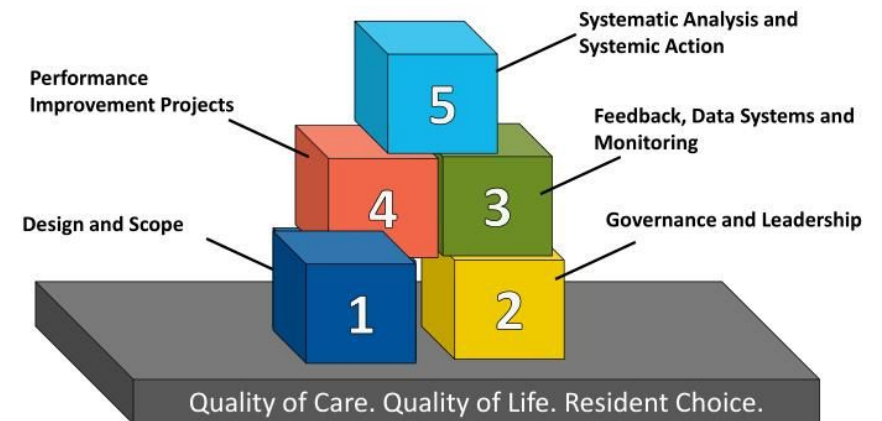 Systematic Analysis and
Systemic Action
Performance
Improvement Projects
5
Feedback, Data Systems and
Monitoring
4
3
Design and Scope
Governance and Leadership
1
2
Quality of Care. Quality of Life. Resident Choice.